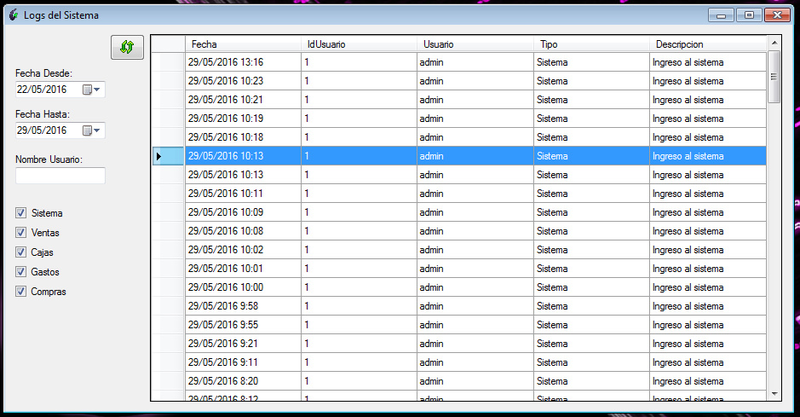 Logs del Sistema
Fecha Desde:
22/05/2016
Fecha Hasta:
29/05/2016
Nombre Usuario:
Sistema
Ventas
Cajas
Gastos
Compras
Fecha IdUsuario Usuario Tipo Descripcion
29/05/2016 13:16 1 admin Sistema Ingreso al sistema
29/05/2016 10:23 1 admin Sistema Ingreso al sistema
29/05/2016 10:21 1 admin Sistema Ingreso al sistema
29/05/2016 10:19 1 admin Sistema Ingreso al sistema
29/05/2016 10:18 1 admin Sistema Ingreso al sistema
29/05/2016 10:13 1 admin Sistema Ingreso al sistema
29/05/2016 10:13 1 admin Sistema Ingreso al sistema
29/05/2016 10:11 1 admin Sistema Ingreso al sistema
29/05/2016 10:09 1 admin Sistema Ingreso al sistema
29/05/2016 10:08 1 admin Sistema Ingreso al sistema
29/05/2016 10:02 1 admin Sistema Ingreso al sistema
29/05/2016 10:01 1 admin Sistema Ingreso al sistema
29/05/2016 10:00 1 admin Sistema Ingreso al sistema
29/05/2016 9:58 1 admin Sistema Ingreso al sistema
29/05/2016 9:55 1 admin Sistema Ingreso al sistema
29/05/2016 9:21 1 admin Sistema Ingreso al sistema
29/05/2016 9:11 1 admin Sistema Ingreso al sistema
29/05/2016 8:20 1 admin Sistema Ingreso al sistema
29/05/2016 8:12 1 admin Sistema Ingreso al sistema